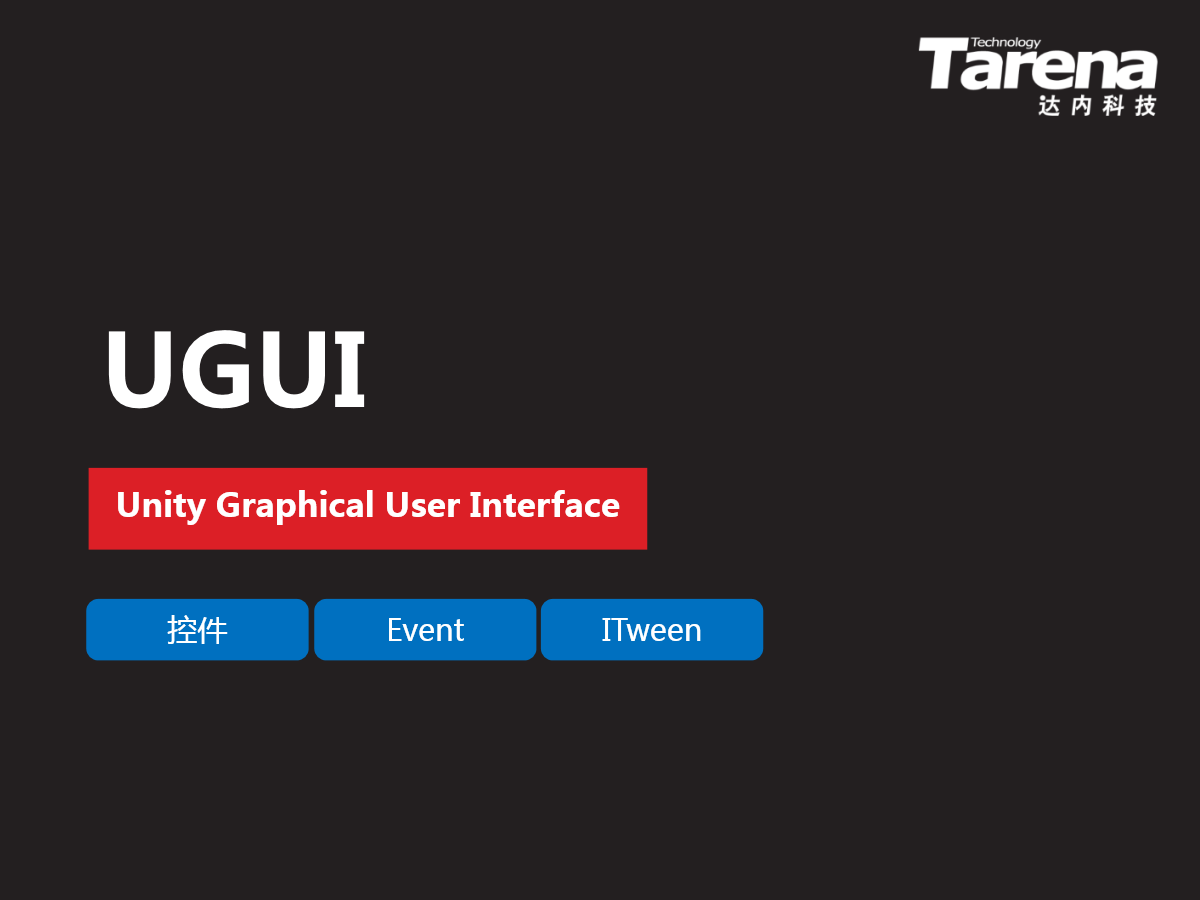 Technology
Tarena
达内科技
UGUI
Unity Graphical User Interface
控件
Event
ITween